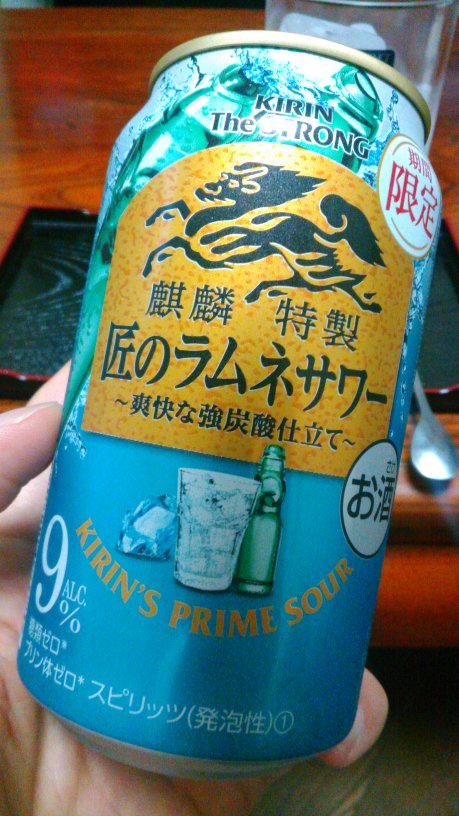 KIRIN
The STRONG
期間
限定
麒麟 特製
匠のラムネサワー
～爽快な強炭酸仕立て～
お酒
KIRIN'S PRIME SOUR
9%
ALC.
糖類ゼロ*
プリン体ゼロ* スピリッツ(発泡性)①